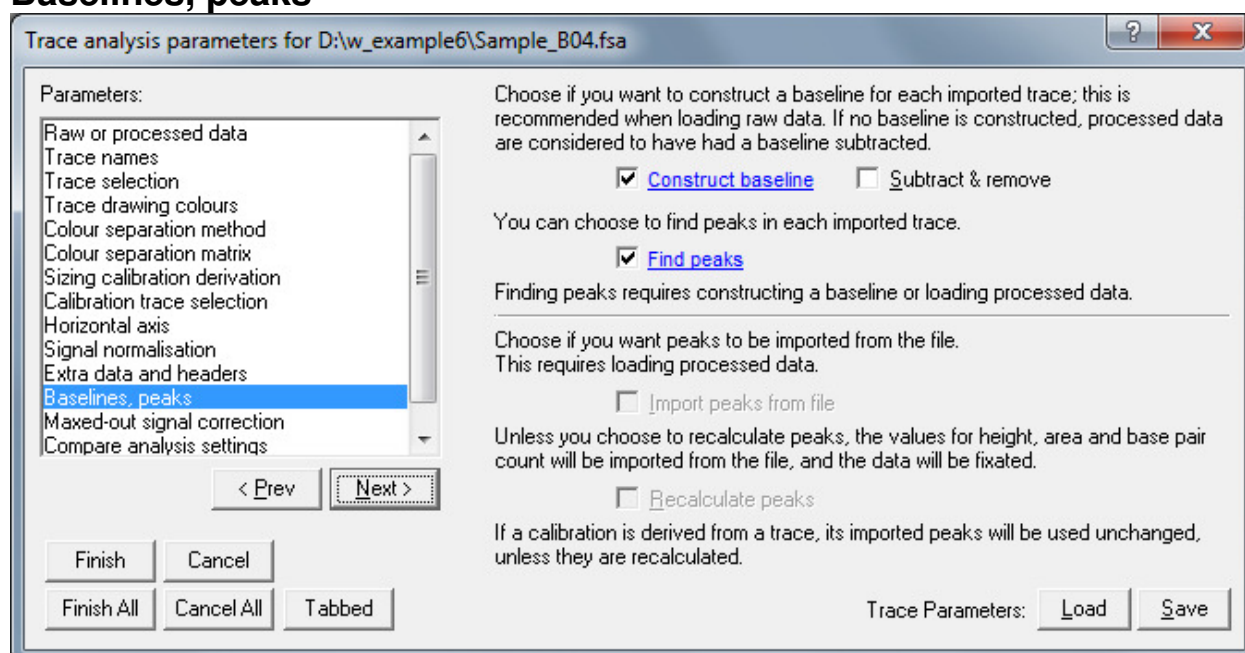 Baselines, peaks
Trace analysis parameters for D:\w_example6\Sample_B04.fsa
Parameters:
Raw or processed data
Trace names
Trace selection
Trace drawing colours
Colour separation method
Colour separation matrix
Sizing calibration derivation
Calibration trace selection
Horizontal axis
Signal normalisation
Extra data and headers
Baselines, peaks
Maxed-out signal correction
Compare analysis settings
< Prev
Next >
Finish
Cancel
Finish All
Cancel All
Tabbed
Choose if you want to construct a baseline for each imported trace; this is
recommended when loading raw data. If no baseline is constructed, processed data
are considered to have had a baseline subtracted.
Construct baseline
Subtract & remove
You can choose to find peaks in each imported trace.
Find peaks
Finding peaks requires constructing a baseline or loading processed data.
Choose if you want peaks to be imported from the file.
This requires loading processed data.
Import peaks from file
Unless you choose to recalculate peaks, the values for height, area and base pair
count will be imported from the file, and the data will be fixated.
Recalculate peaks
If a calibration is derived from a trace, its imported peaks will be used unchanged,
unless they are recalculated.
Trace Parameters:
Load
Save